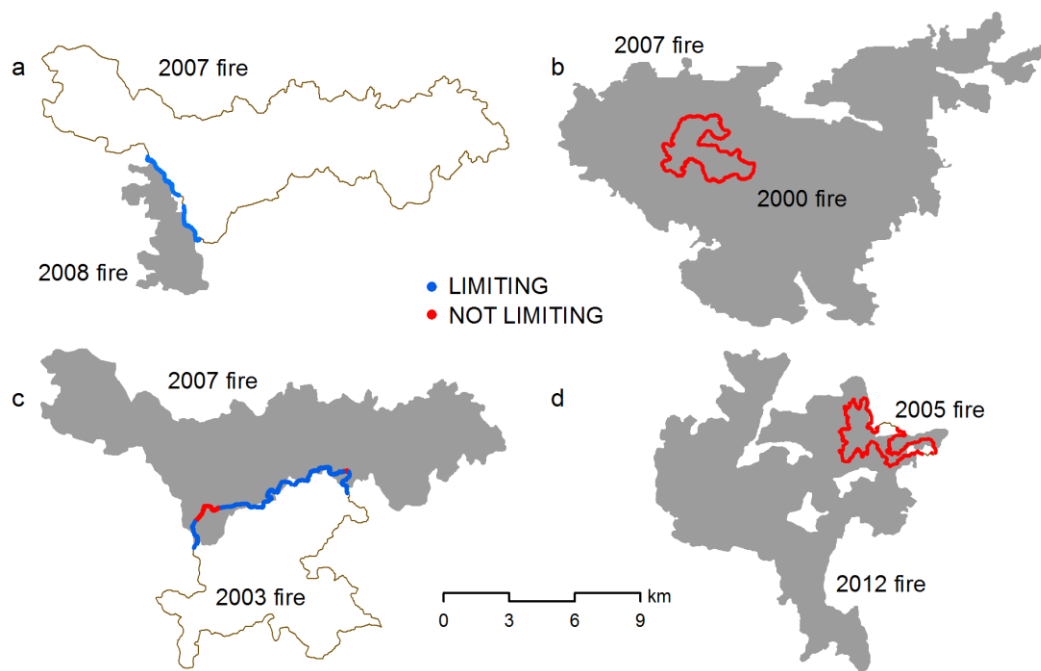 a
2007 fire
2008 fire
b
2007 fire
2000 fire
LIMITING
NOT LIMITING
c
2007 fire
2003 fire
d
2005 fire
2012 fire
km
0 3 6 9